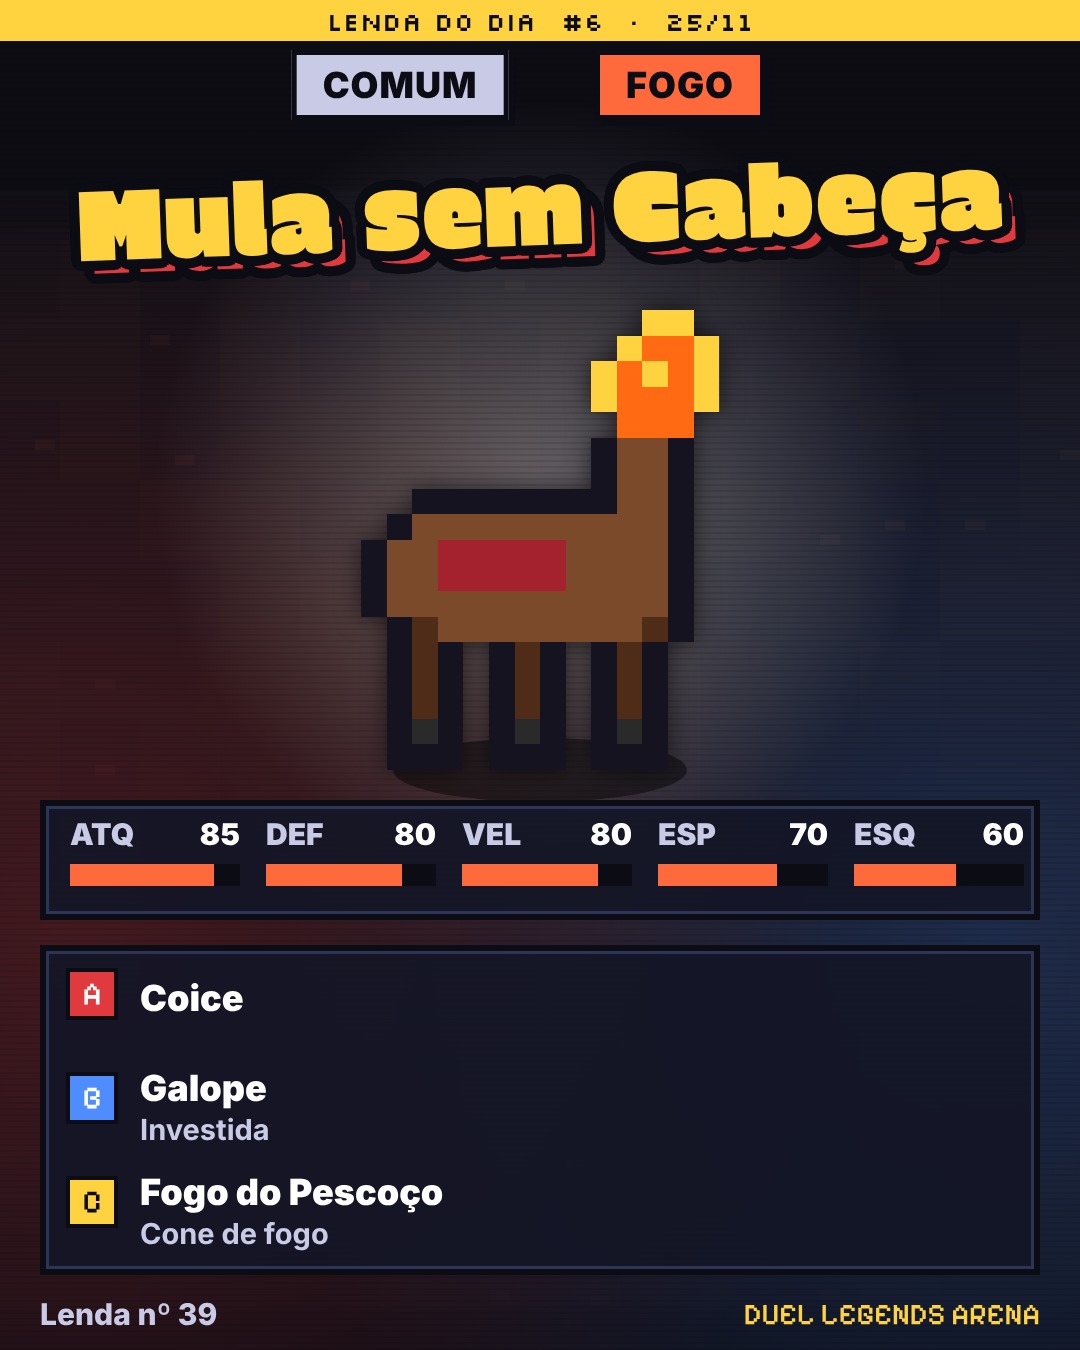 LENDA DO DIA #6 · 25/11
COMUM FOGO
Mula sem Cabeça
ATQ 85 DEF 80 VEL 80 ESP 70 ESQ 60
A Coice
B Galope
Investida
C Fogo do Pescoço
Cone de fogo
Lenda nº 39 DUEL LEGENDS ARENA